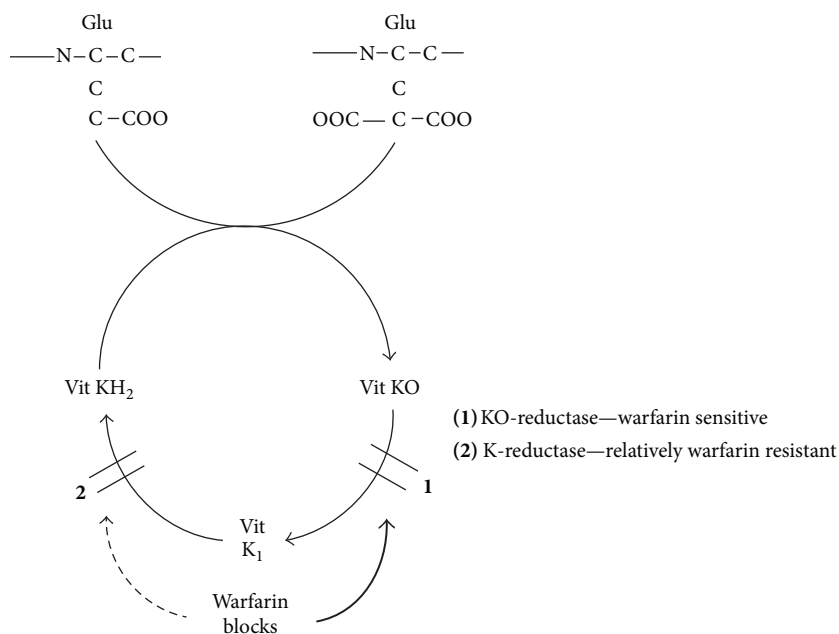 Glu
—N–C–C—
C
C–COO
Glu
—N–C–C—
C
OOC—C–COO
Vit KH₂
Vit KO
(1) KO-reductase—warfarin sensitive
(2) K-reductase—relatively warfarin resistant
2
1
Vit
K₁
Warfarin
blocks